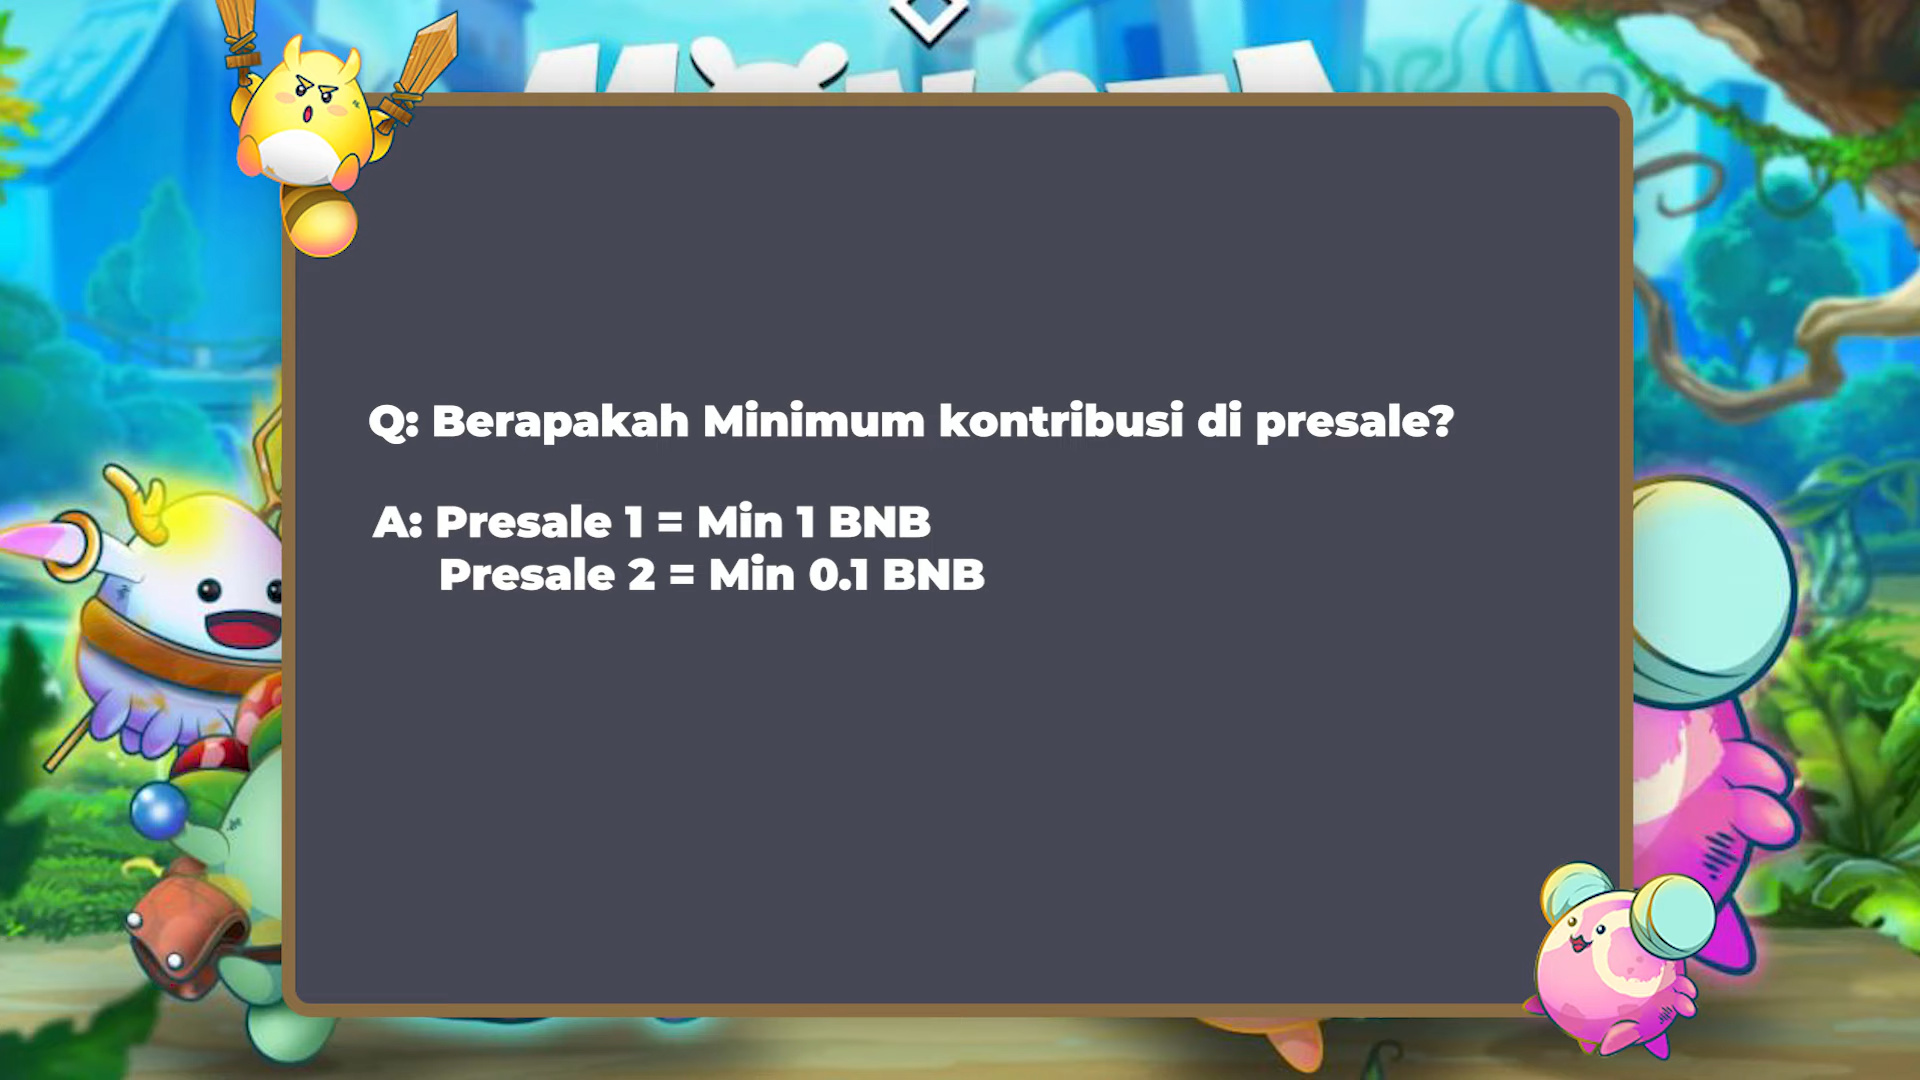 Q: Berapakah Minimum kontribusi di presale?
A: Presale 1 = Min 1 BNB
Presale 2 = Min 0.1 BNB